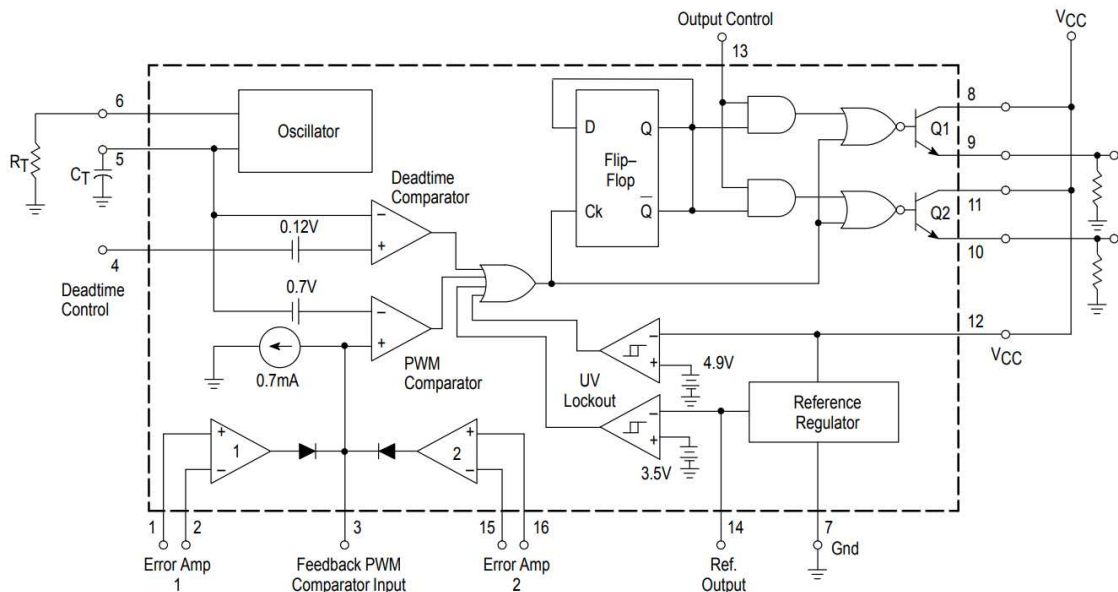 Output Control
VCC
13
6
Oscillator
8
D
Q
Q1
5
9
RT
CT
Flip–
Flop
Deadtime
Comparator
Ck
Q
Q2
11
0.12V
−
+
4
10
Deadtime
Control
0.7V
−
+
12
VCC
−
+
4.9V
0.7mA
PWM
Comparator
UV
Lockout
Reference
Regulator
−
+
3.5V
+
1
−
+
2
−
1
2
3
15
16
14
7
Gnd
Error Amp
1
Feedback PWM
Comparator Input
Error Amp
2
Ref.
Output